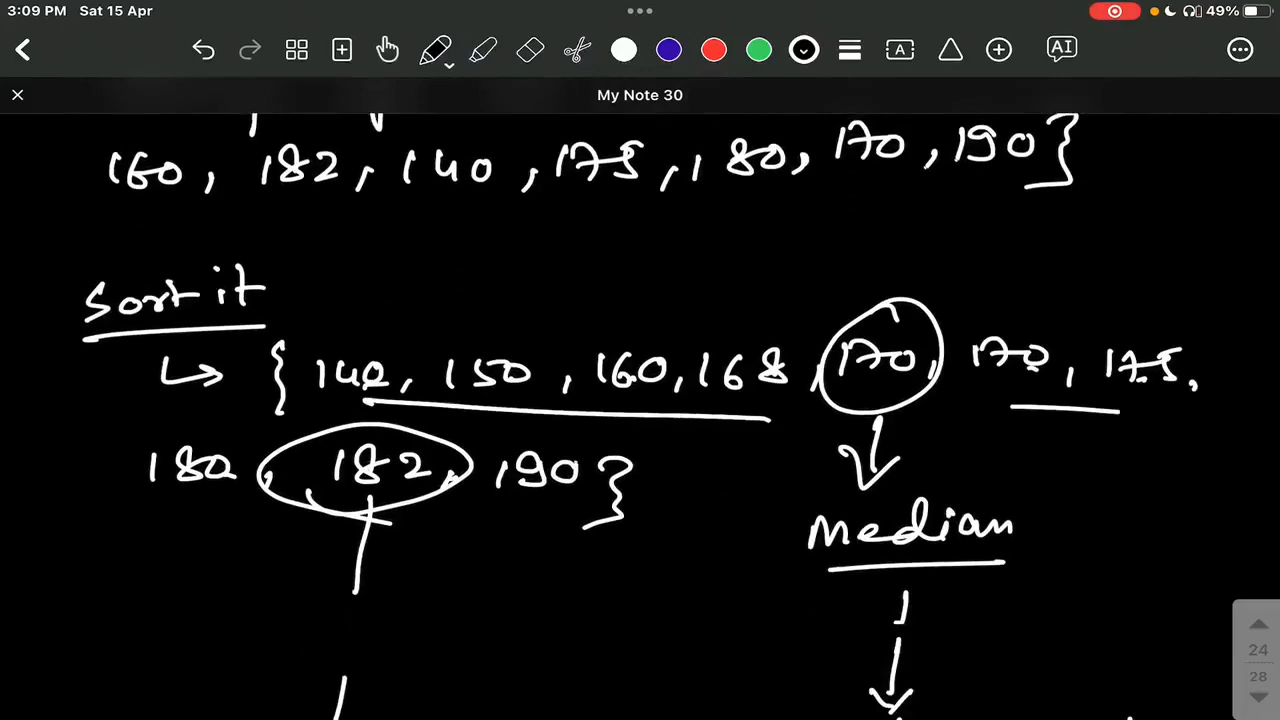 3:09 PM Sat 15 Apr
49%
A
AI
My Note 30
160, 182, 140, 175, 180, 170, 190}
Sort it
{140, 150, 160, 168, 170, 170, 175,
180, 182, 190}
Median
24
28